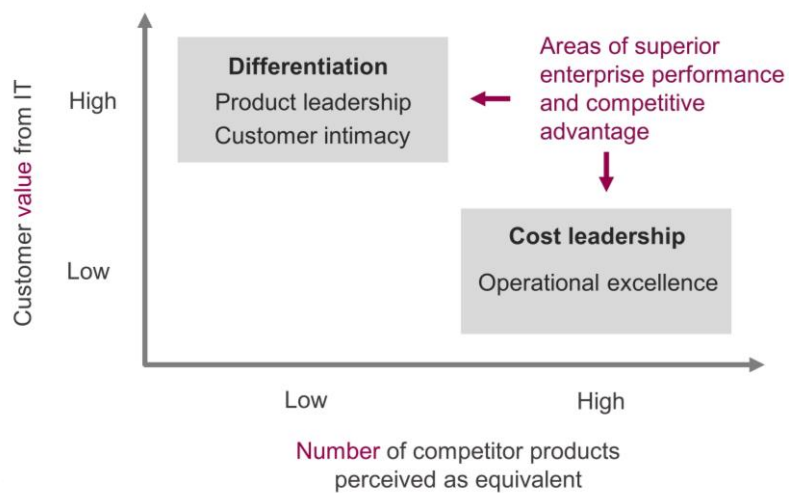 Customer value from IT
High
Low
Differentiation
Product leadership
Customer intimacy
Areas of superior
enterprise performance
and competitive
advantage
Cost leadership
Operational excellence
Low
High
Number of competitor products
perceived as equivalent